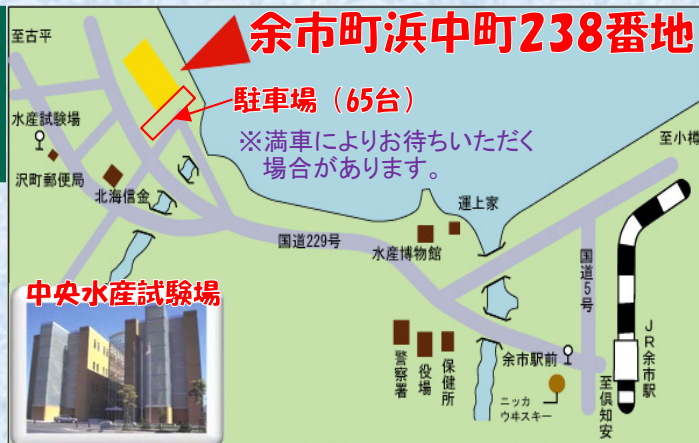 余市町浜中町238番地
至古平
駐車場（65台）
水産試験場
※満車によりお待ちいただく
場合があります。
至小樽
沢町郵便局
北海信金
運上家
国道229号
水産博物館
国道5号
中央水産試験場
警察署
役場
保健所
余市駅前
JR余市駅
ニッカ
ウヰスキー
至倶知安